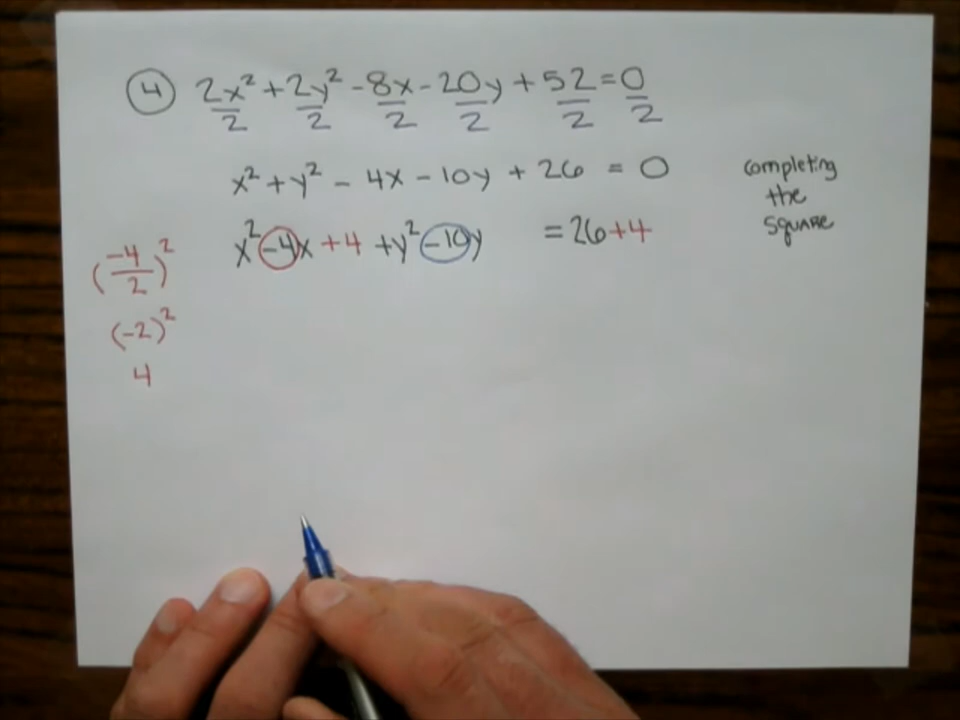 ④ 2x²/2 + 2y²/2 - 8x/2 - 20y/2 + 52/2 = 0/2
x² + y² - 4x - 10y + 26 = 0
completing
the
square
x² -4x +4 +y² -10y = 26+4
(-4/2)²
(-2)²
4